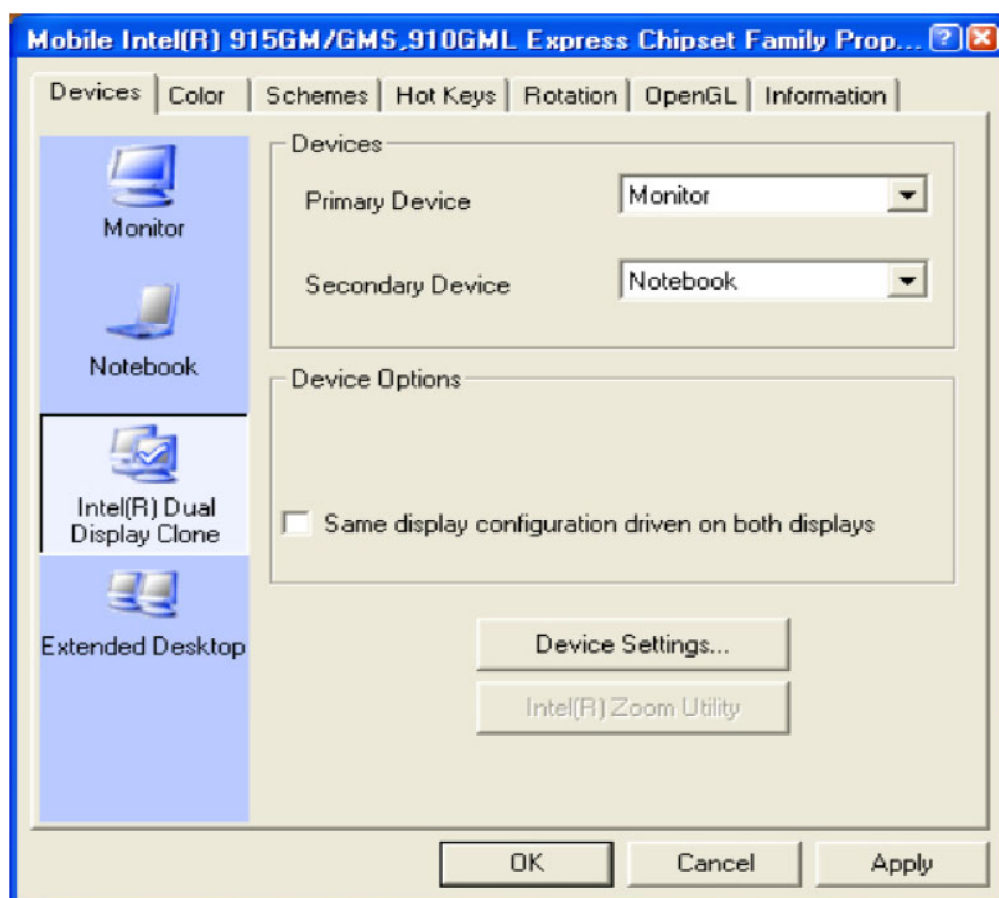 Mobile Intel(R) 915GM/GMS,910GML Express Chipset Family Prop...
Devices Color Schemes Hot Keys Rotation OpenGL Information
Monitor
Notebook
Intel(R) Dual
Display Clone
Extended Desktop
Devices
Primary Device Monitor
Secondary Device Notebook
Device Options
Same display configuration driven on both displays
Device Settings...
Intel(R) Zoom Utility
OK Cancel Apply